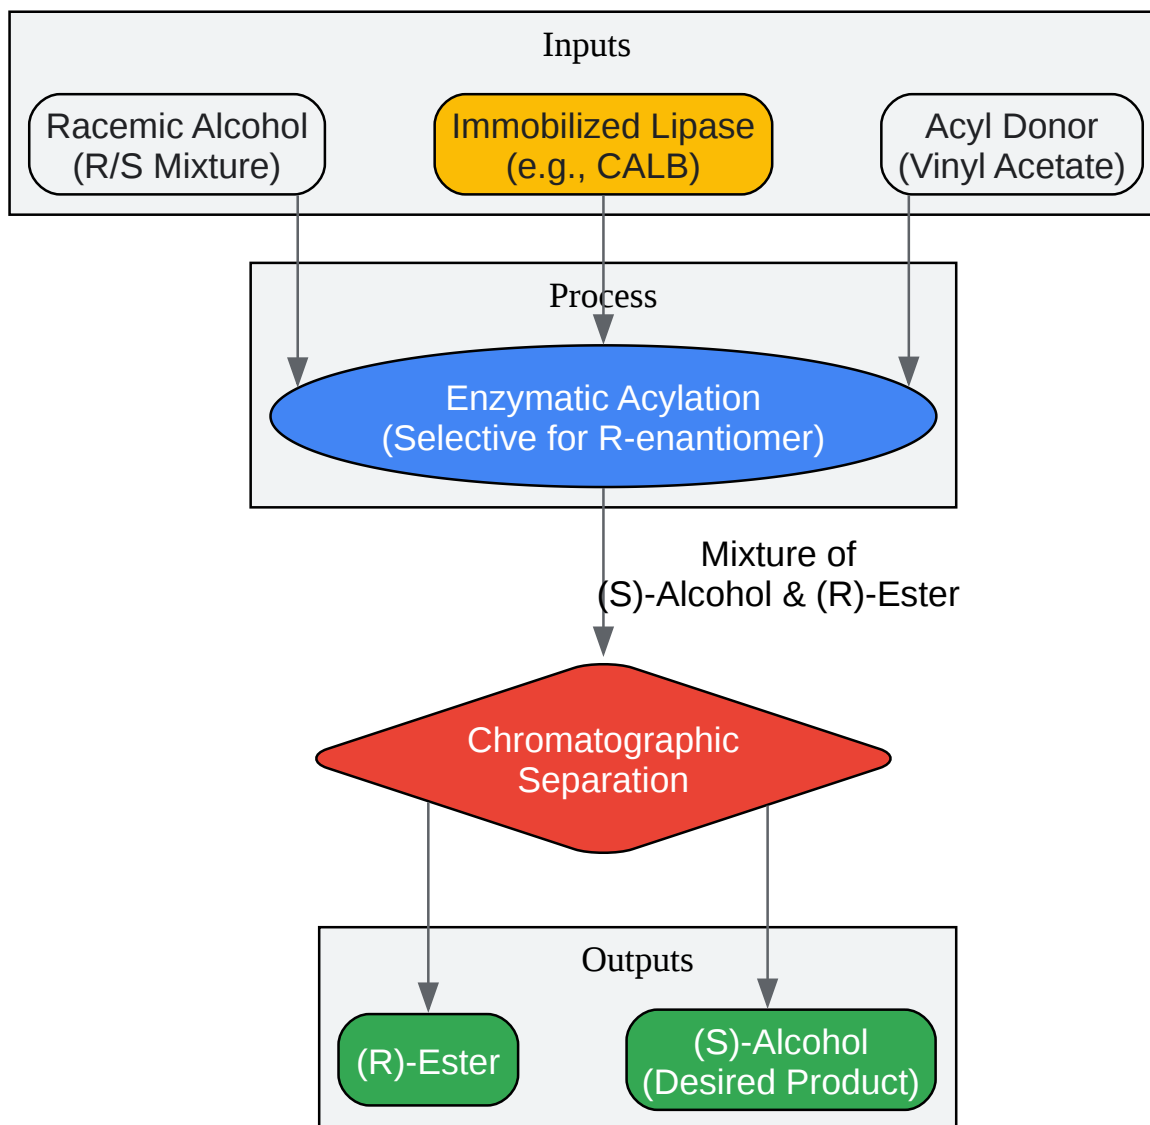 Inputs
Racemic Alcohol
(R/S Mixture)
Immobilized Lipase
(e.g., CALB)
Acyl Donor
(Vinyl Acetate)
Process
Enzymatic Acylation
(Selective for R-enantiomer)
Mixture of
(S)-Alcohol & (R)-Ester
Chromatographic
Separation
Outputs
(R)-Ester
(S)-Alcohol
(Desired Product)